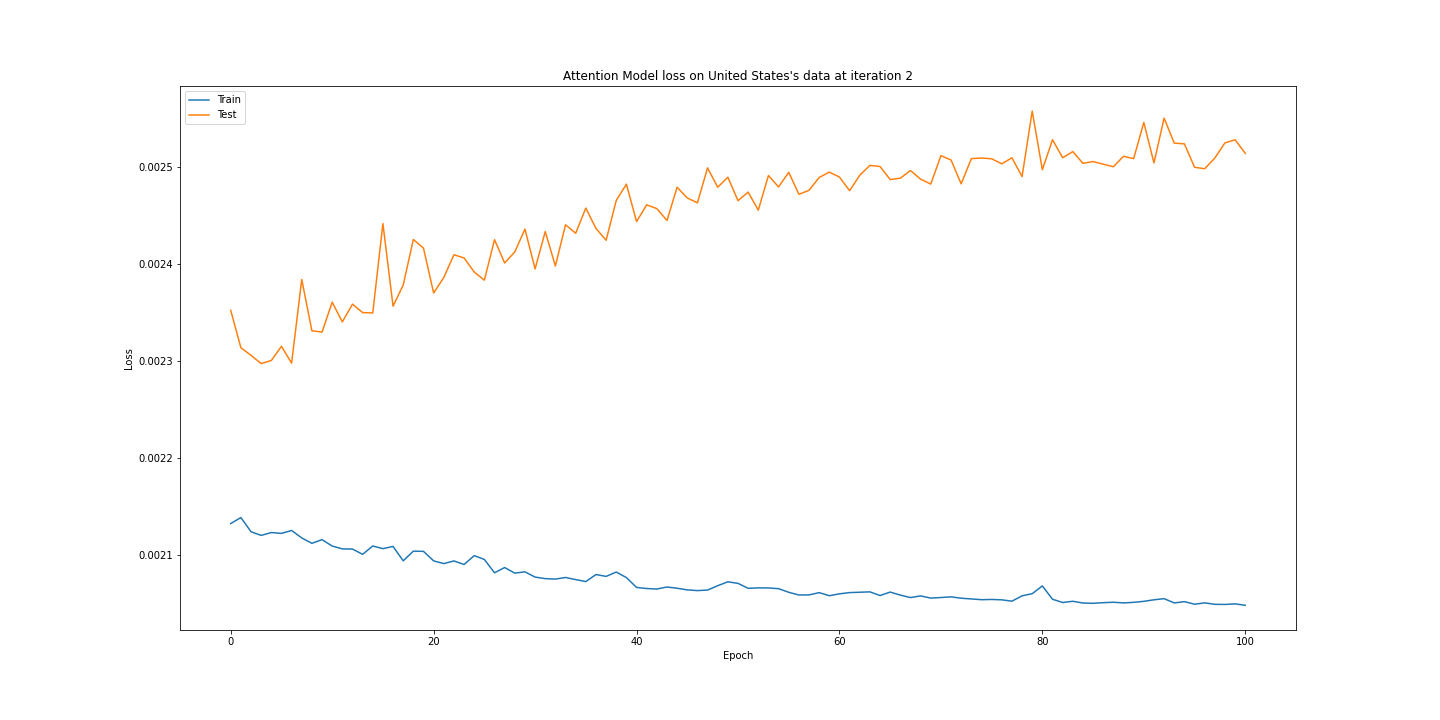 Attention Model loss on United States's data at iteration 2
Train
Test
0.0025
0.0024
0.0023
0.0022
0.0021
Loss
0 20 40 60 80 100
Epoch